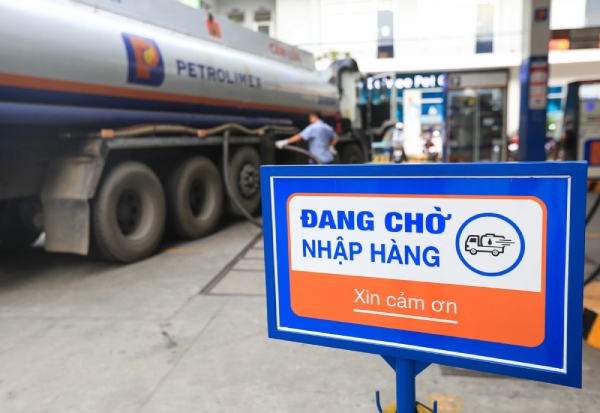 PETROLIMEX
ĐANG CHỜ
NHẬP HÀNG
Xin cảm ơn